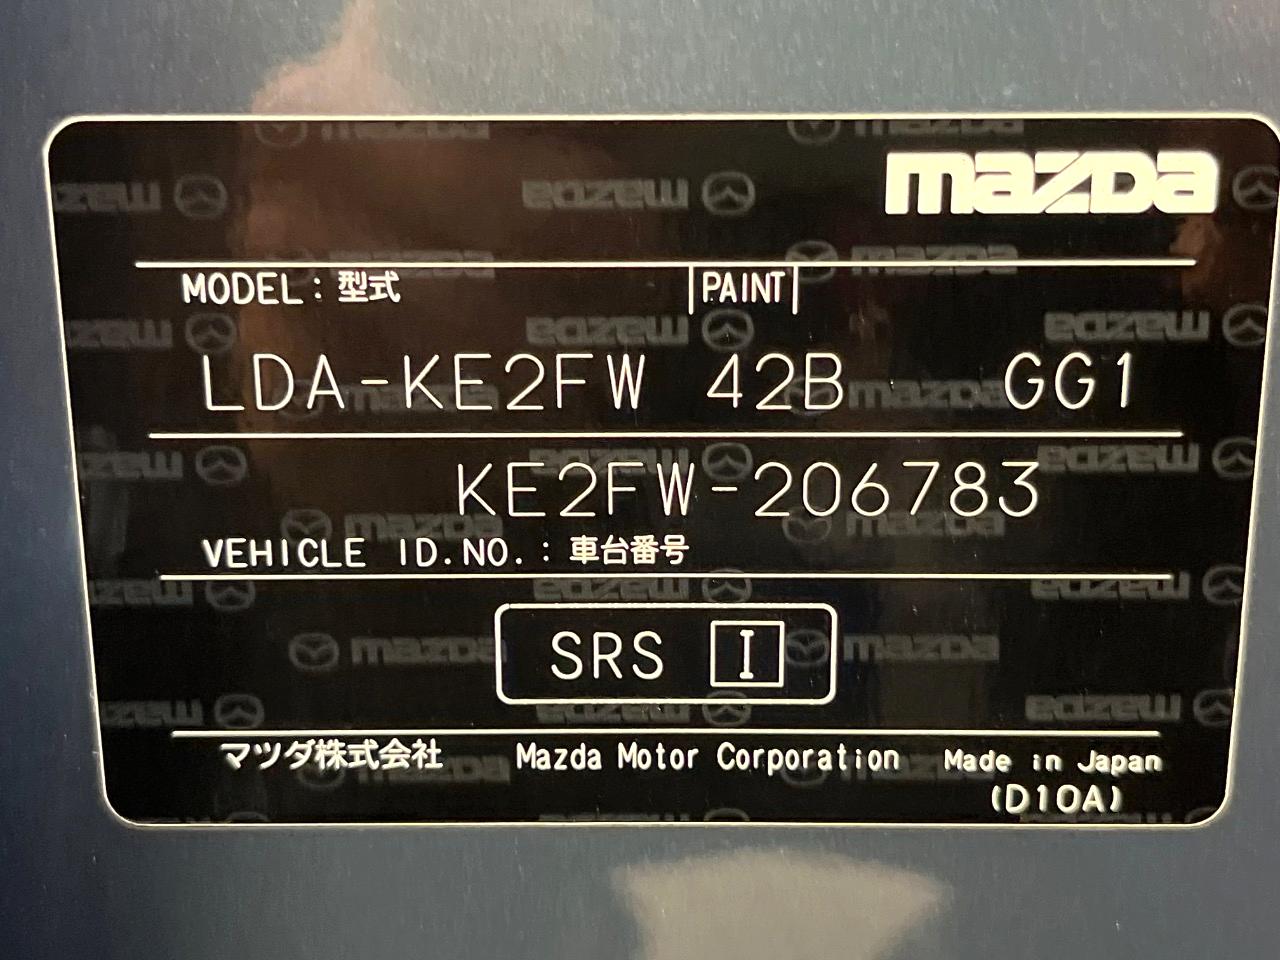 mazda
MODEL：型式 PAINT
LDA-KE2FW 42B GG1
KE2FW-206783
VEHICLE ID.NO.：車台番号
SRS I
マツダ株式会社 Mazda Motor Corporation Made in Japan
(D10A)